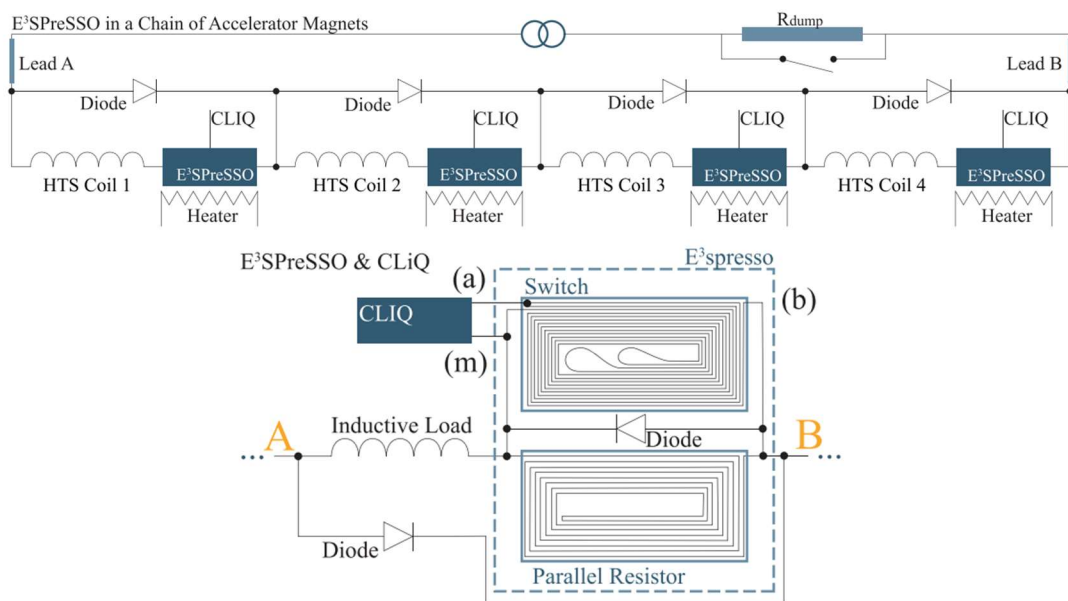 E³SPreSSO in a Chain of Accelerator Magnets
Rdump
Lead A
Lead B
Diode
Diode
Diode
Diode
CLIQ
CLIQ
CLIQ
CLIQ
E³SPreSSO
E³SPreSSO
E³SPreSSO
E³SPreSSO
HTS Coil 1
HTS Coil 2
HTS Coil 3
HTS Coil 4
Heater
Heater
Heater
Heater
E³SPreSSO & CLiQ
E³spresso
(a)
Switch
(b)
CLIQ
(m)
Inductive Load
A
Diode
B
...
...
Diode
Parallel Resistor